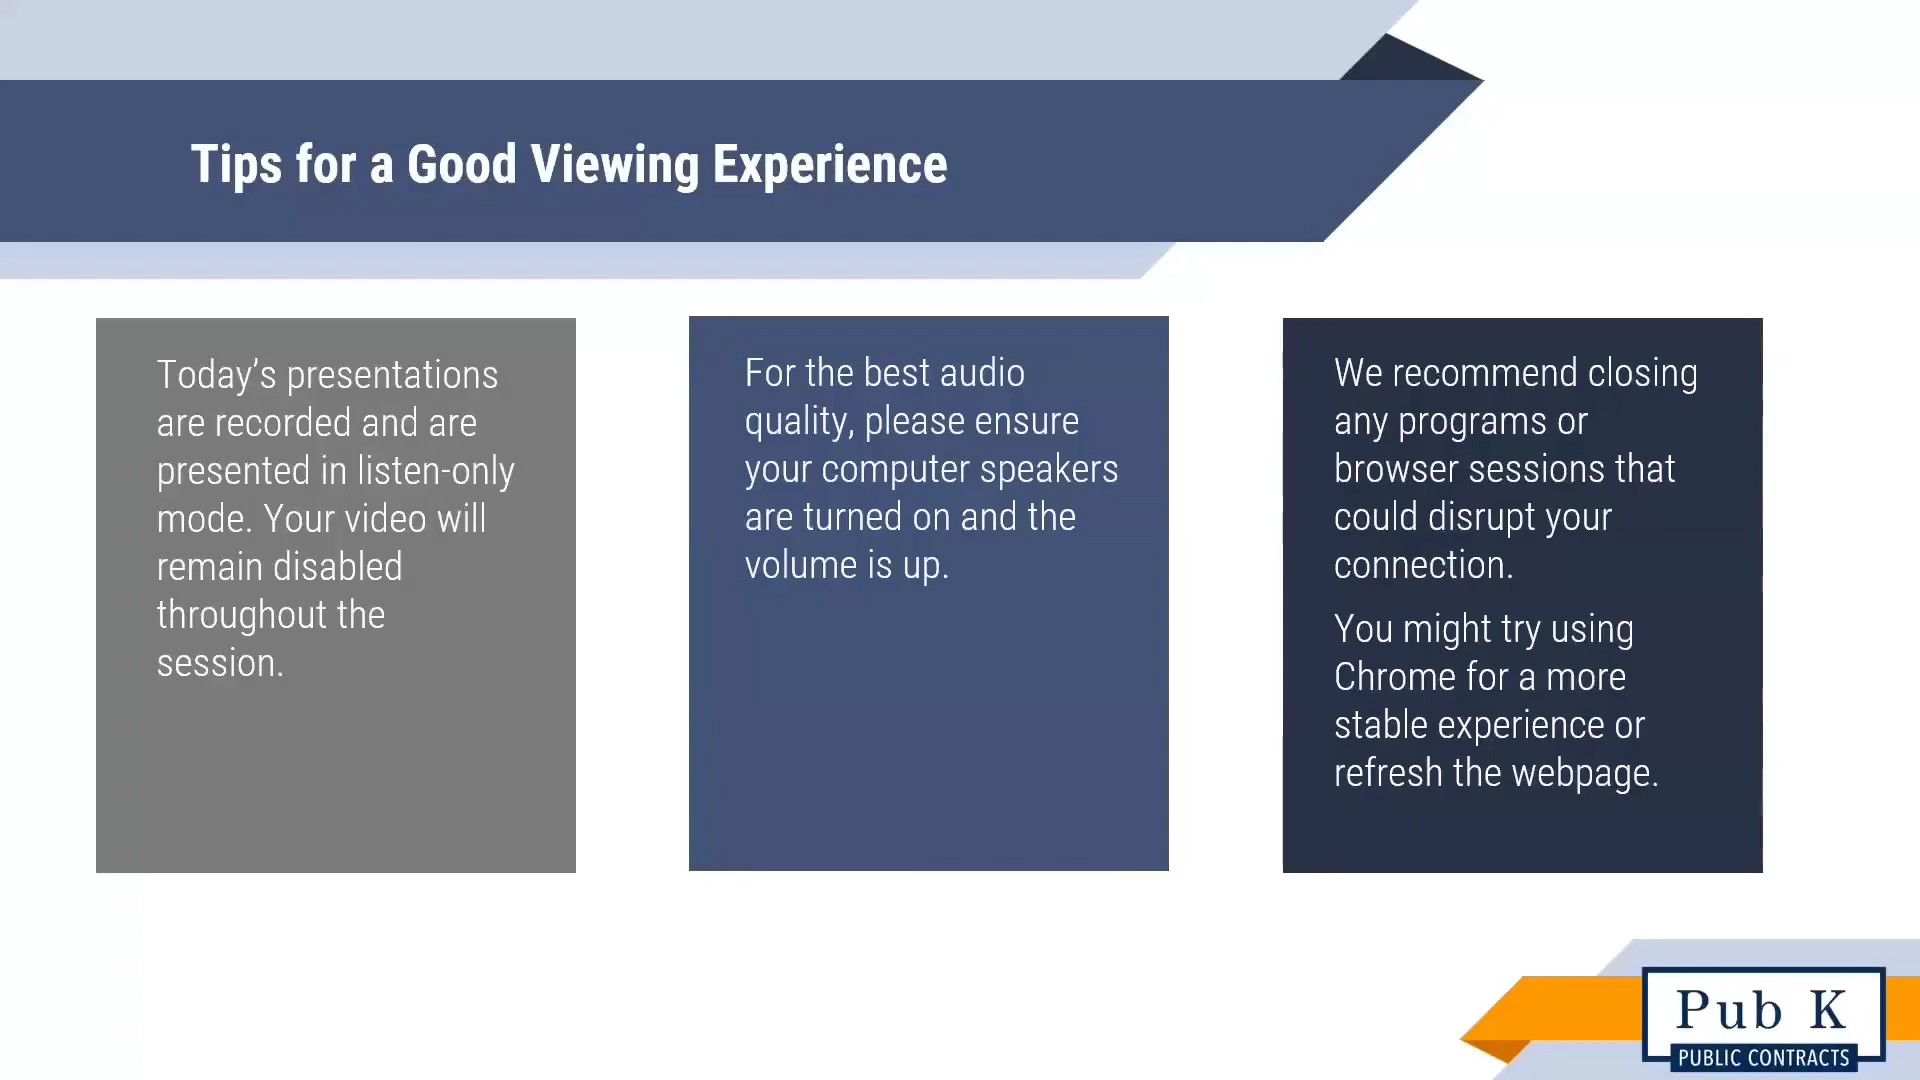 Tips for a Good Viewing Experience
Today’s presentations
are recorded and are
presented in listen-only
mode. Your video will
remain disabled
throughout the
session.
For the best audio
quality, please ensure
your computer speakers
are turned on and the
volume is up.
We recommend closing
any programs or
browser sessions that
could disrupt your
connection.
You might try using
Chrome for a more
stable experience or
refresh the webpage.
Pub K
PUBLIC CONTRACTS